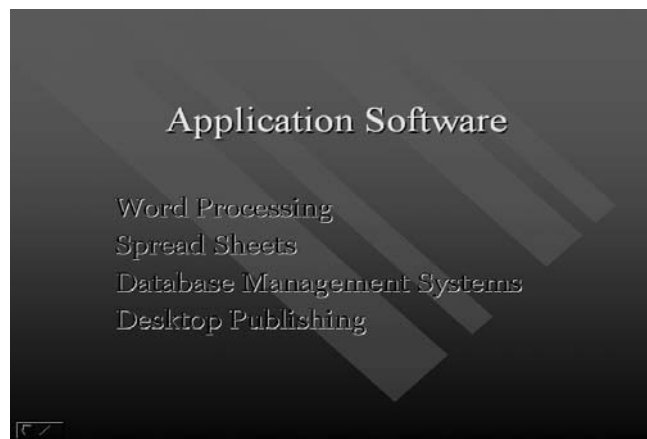 Application Software
Word Processing
Spread Sheets
Database Management Systems
Desktop Publishing